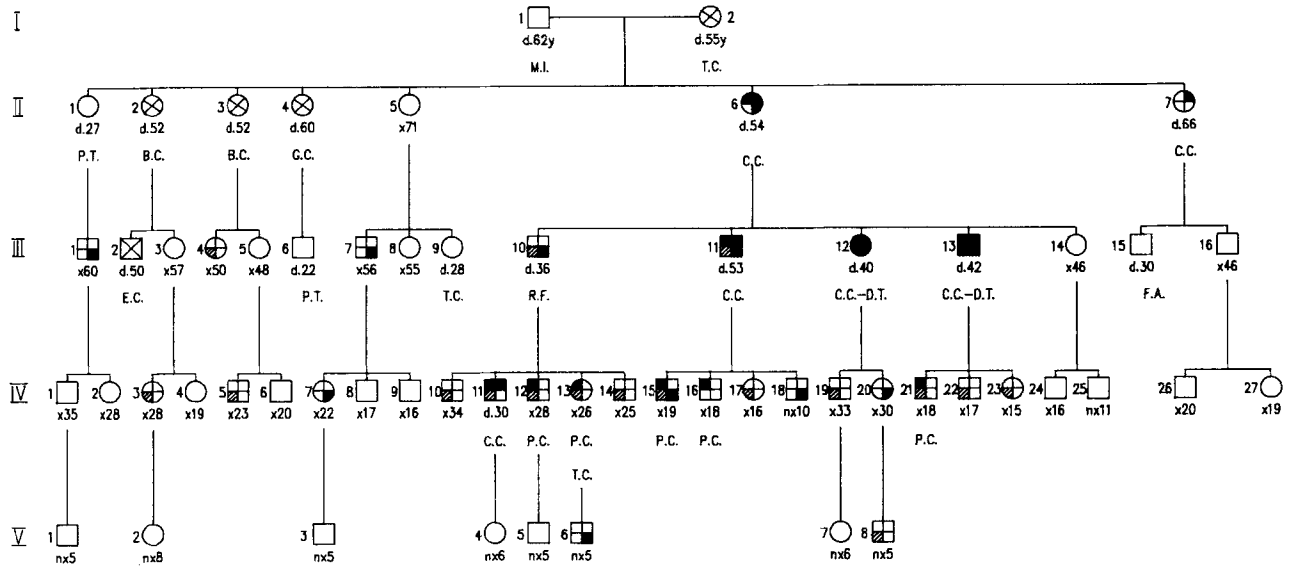 I 1 2
d.62y d.55y
M.I. T.C.
II 1 2 3 4 5 6 7
d.27 d.52 d.52 d.60 x71 d.54 d.66
P.T. B.C. B.C. G.C. C.C. C.C.
III 1 2 3 4 5 6 7 8 9 10 11 12 13 14 15 16
x60 d.50 x57 x50 x48 d.22 x56 x55 d.28 d.36 d.53 d.40 d.42 x46 d.30 x46
E.C. P.T. T.C. R.F. C.C. C.C.-D.T. C.C.-D.T. F.A.
IV 1 2 3 4 5 6 7 8 9 10 11 12 13 14 15 16 17 18 19 20 21 22 23 24 25 26 27
x35 x28 x28 x19 x23 x20 x22 x17 x16 x34 d.30 x28 x26 x25 x19 x18 x16 nx10 x33 x30 x18 x17 x15 x16 nx11 x20 x19
C.C. P.C. P.C. P.C. P.C. P.C.
T.C.
V 1 2 3 4 5 6 7 8
nx5 nx8 nx5 nx6 nx5 nx5 nx6 nx5